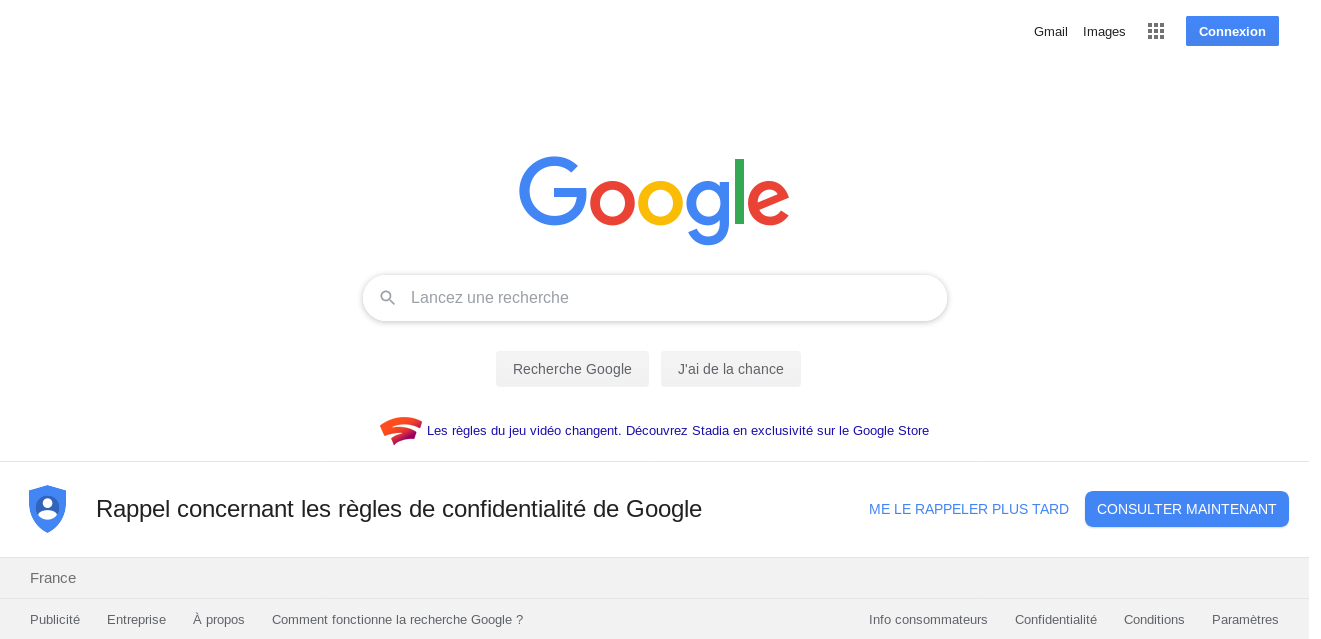 Gmail Images Connexion
Google
Lancez une recherche
Recherche Google J'ai de la chance
Les règles du jeu vidéo changent. Découvrez Stadia en exclusivité sur le Google Store
Rappel concernant les règles de confidentialité de Google ME LE RAPPELER PLUS TARD CONSULTER MAINTENANT
France
Publicité Entreprise À propos Comment fonctionne la recherche Google ? Info consommateurs Confidentialité Conditions Paramètres